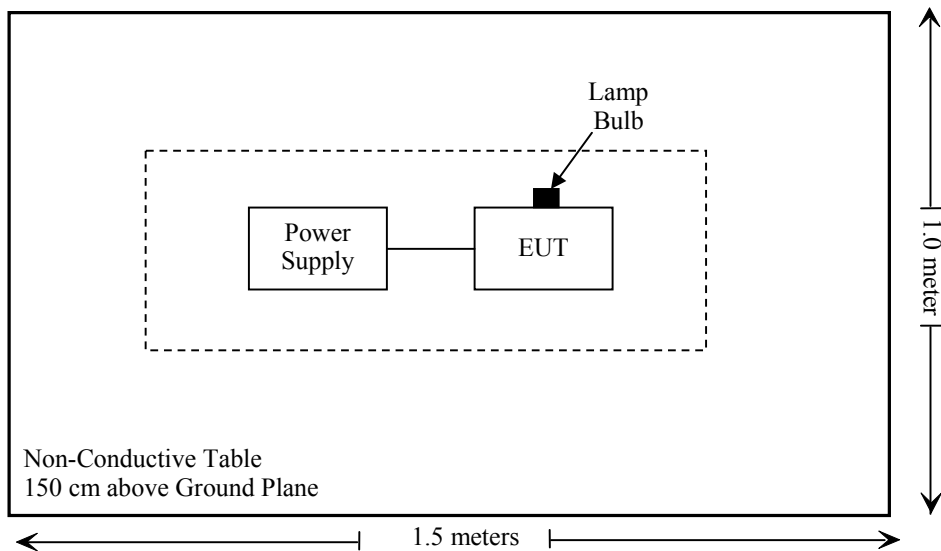 Lamp
Bulb
Power
Supply
EUT
1.0 meter
Non-Conductive Table
150 cm above Ground Plane
1.5 meters